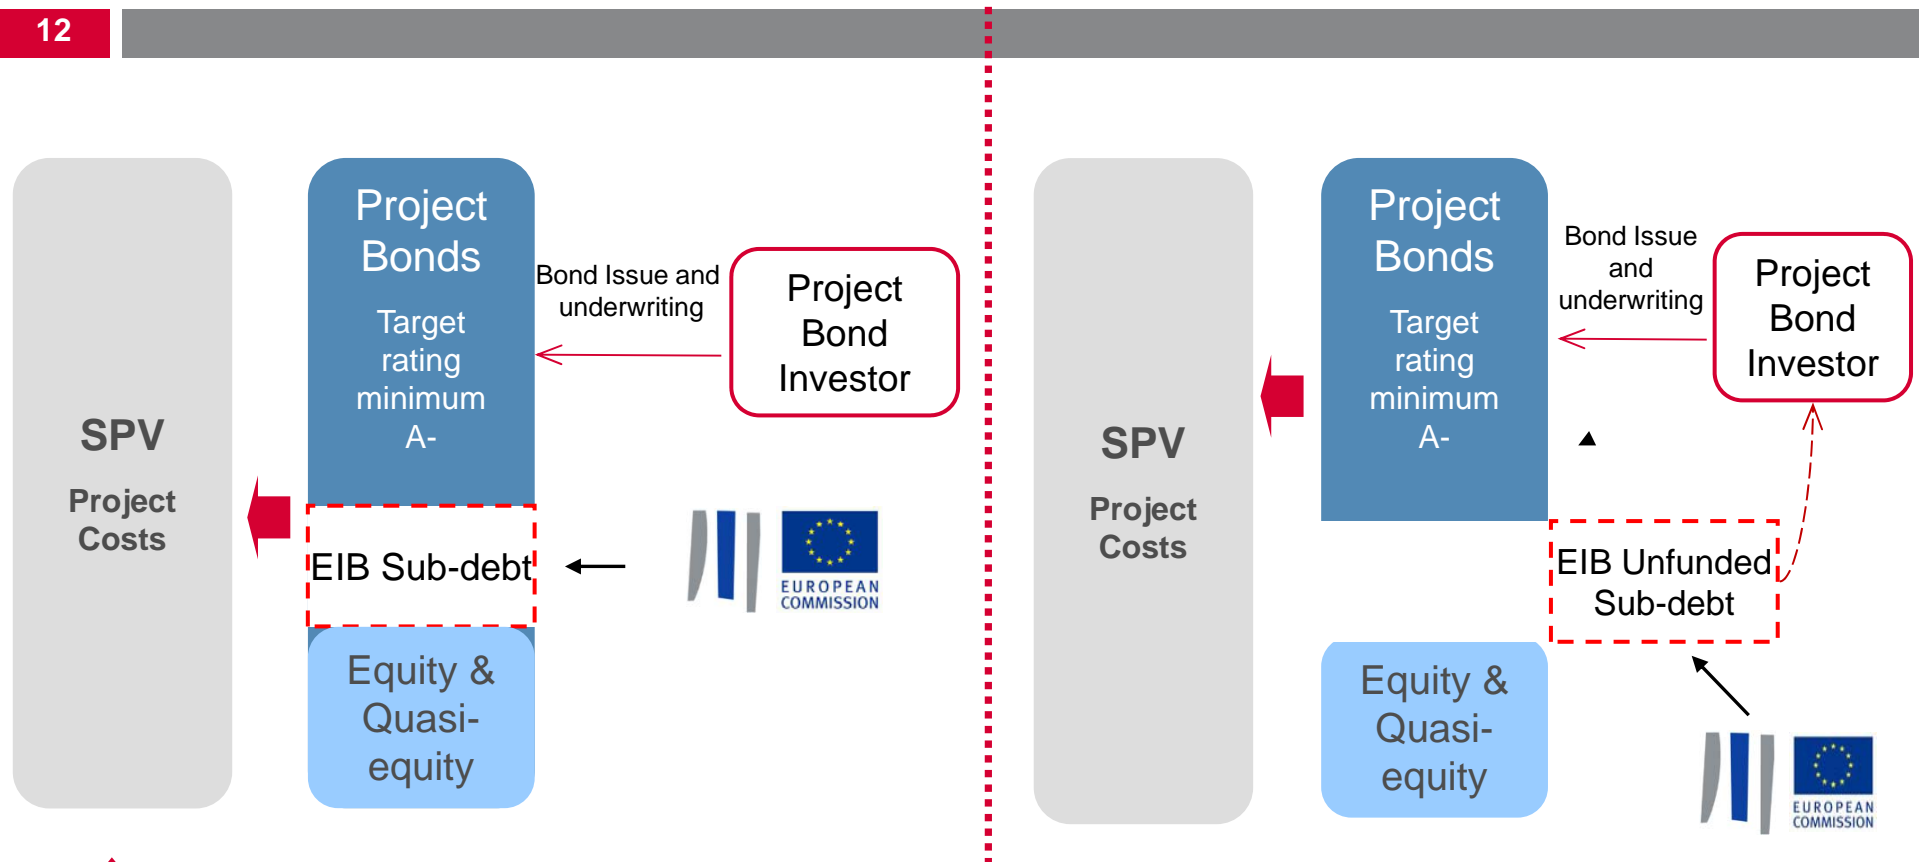 12
SPV
Project
Costs
Project
Bonds
Target
rating
minimum
A-
EIB Sub-debt
Equity &
Quasi-
equity
Bond Issue and
underwriting
Project
Bond
Investor
EUROPEAN
COMMISSION
SPV
Project
Costs
Project
Bonds
Target
rating
minimum
A-
Equity &
Quasi-
equity
Bond Issue
and
underwriting
Project
Bond
Investor
EIB Unfunded
Sub-debt
EUROPEAN
COMMISSION